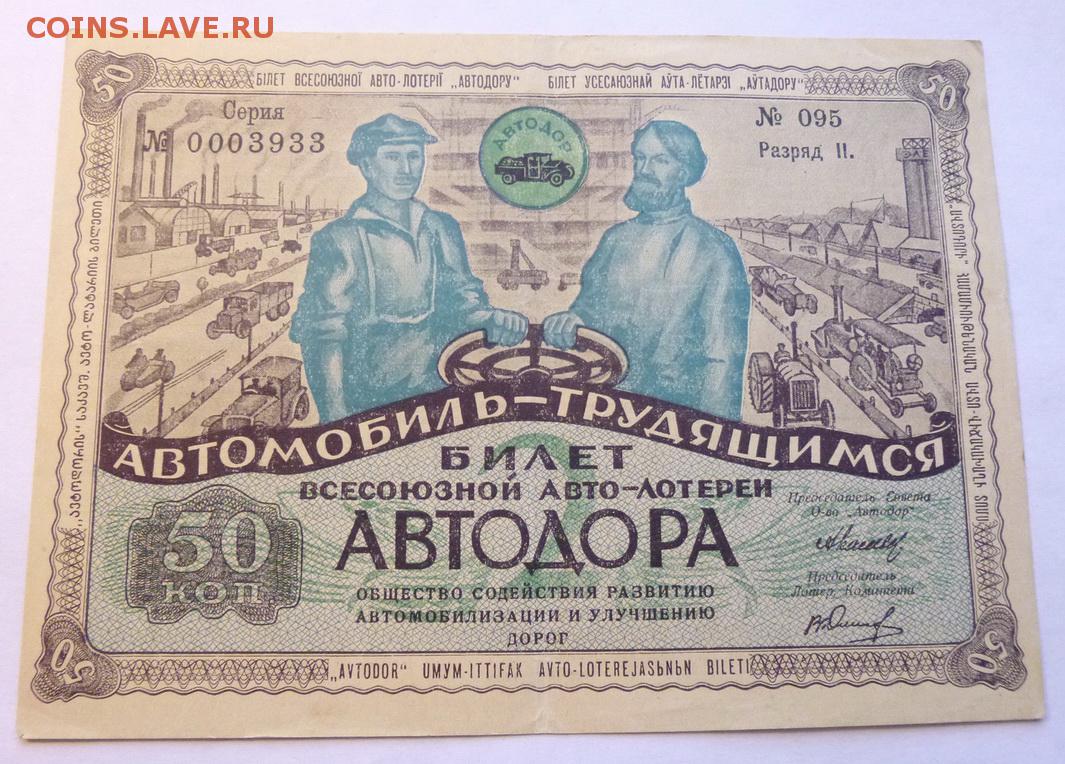 COINS.LAVE.RU
50
БІЛЕТ ВСЕСОЮЗНОЇ АВТО-ЛОТЕРІЇ „АВТОДОРУ“ БІЛЕТ УСЕСАЮЗНАЙ АЎТА-ЛЁТАРЭІ „АЎТАДОРУ“
50
Серия
№ 0003933
АВТОДОР
№ 095
Разряд II.
АВТОМОБИЛЬ–ТРУДЯЩИМСЯ
БИЛЕТ
ВСЕСОЮЗНОЙ АВТО-ЛОТЕРЕИ
АВТОДОРА
50
КОП.
ОБЩЕСТВО СОДЕЙСТВИЯ РАЗВИТИЮ
АВТОМОБИЛИЗАЦИИ И УЛУЧШЕНИЮ
ДОРОГ
Председатель Совета
О-ва „Автодор“
Председатель
Лотер. Комитета
50
„AVTODOR“ UMUM-ITTIFAK AVTO-LOTEREJASЬNЬN BILETI
50